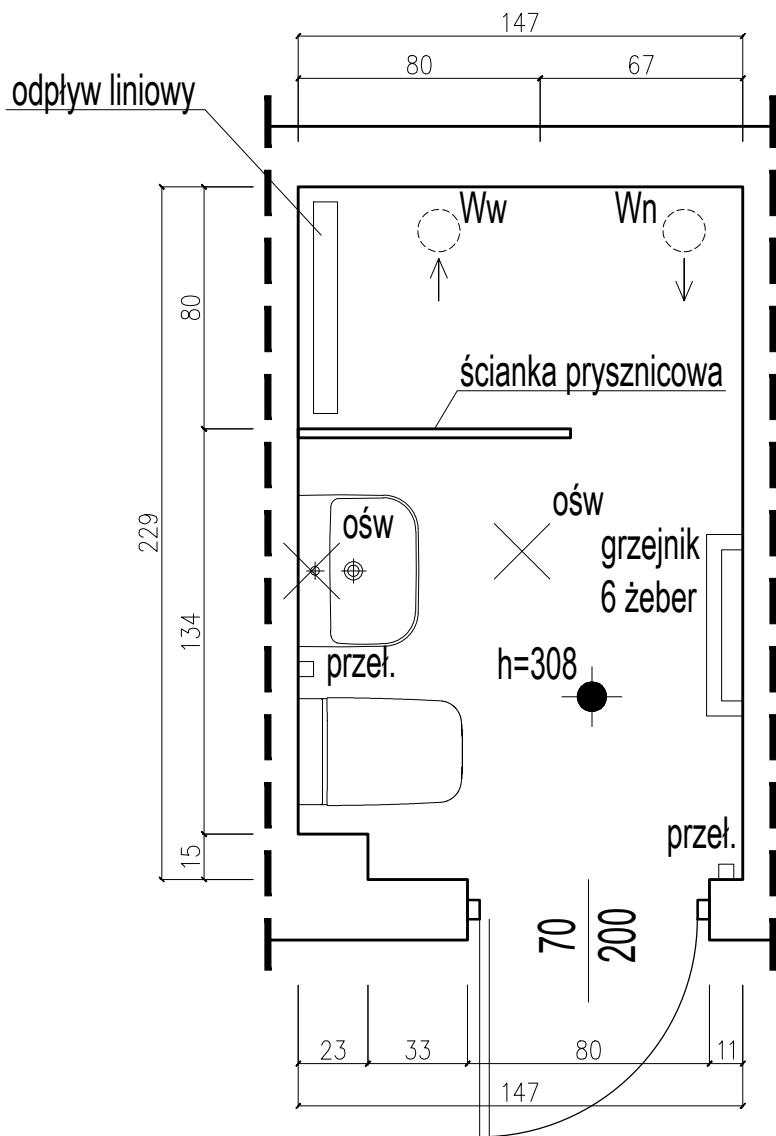 147
80
67
odpływ liniowy
Ww
Wn
80
ścianka prysznicowa
229
134
ośw
ośw
grzejnik
6 żeber
przeł.
h=308
przeł.
15
70
200
23
33
80
11
147